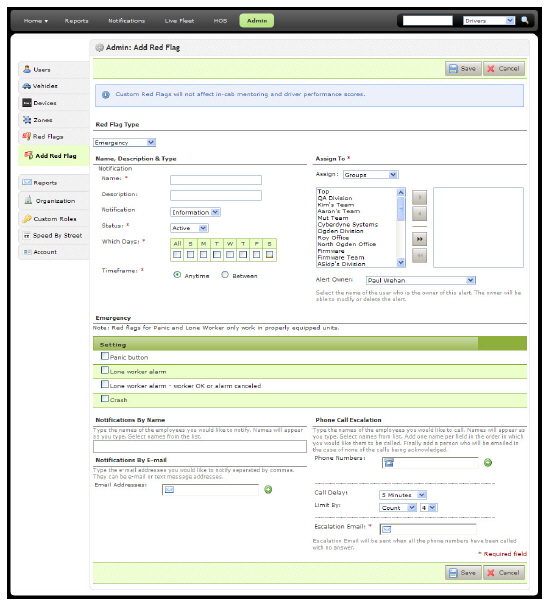 Home Reports Notifications Live Fleet HOS Admin Drivers
Admin: Add Red Flag
Save Cancel
Users
Vehicles
Devices
Zones
Red Flags
Add Red Flag
Reports
Organization
Custom Roles
Speed By Street
Account
Custom Red Flags will not affect in-cab mentoring and driver performance scores.
Red Flag Type
Emergency
Name, Description & Type
Notification
Name: *
Description:
Notification Information
Status: * Active
Which Days: * All S M T W T F S
Timeframe: * Anytime Between
Assign To *
Assign: Groups
Top
QA Division
Kim's Team
Aaron's Team
Mut Team
Cyberdyne Systems
Ogden Division
Roy Office
North Ogden Office
Firmware
Firmware Team
ASkip's Division
Alert Owner: Paul Wehan
Select the name of the user who is the owner of this alert. The owner will
be able to modify or delete the alert.
Emergency
Note: Red flags for Panic and Lone Worker only work in properly equipped units.
Setting
Panic button
Lone worker alarm
Lone worker alarm - worker OK or alarm canceled
Crash
Notifications By Name
Type the names of the employees you would like to notify. Names will appear
as you type. Select names from the list.
Notifications By E-mail
Type the e-mail addresses you would like to notify separated by commas.
They can be e-mail or text message addresses.
Email Addresses:
Phone Call Escalation
Type the names of the employees you would like to call. Names will appear as
you type. Select names from list. Add one name per field in the order in which
you would like them to be called. Finally add a person who will be emailed in
the case of none of the calls being acknowledged.
Phone Numbers:
Call Delay: 5 Minutes
Limit By: Count 4
Escalation Email: *
Escalation Email will be sent when all the phone numbers have been called
with no answer.
* Required field
Save Cancel